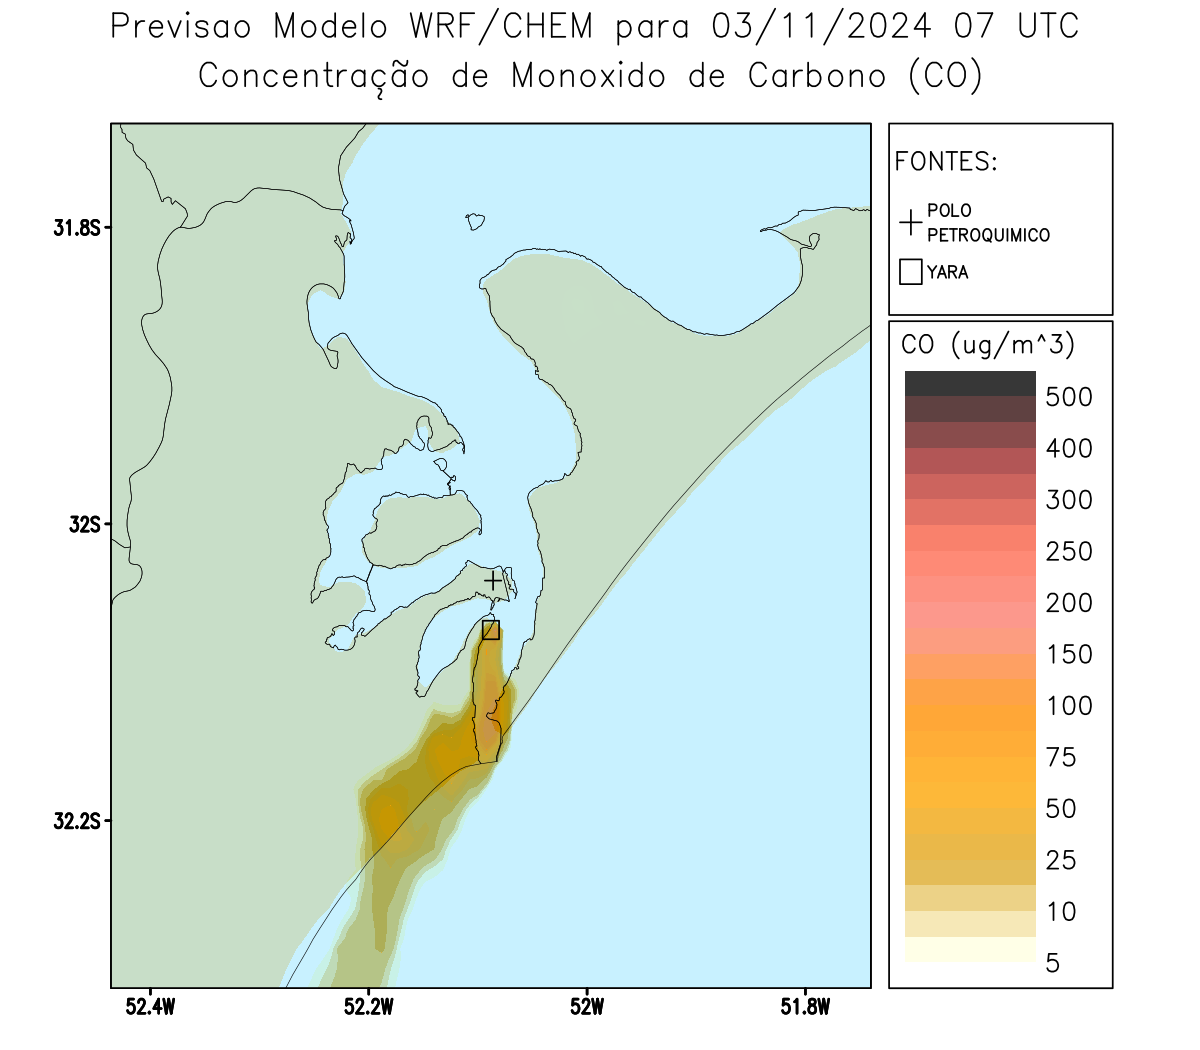 Previsao Modelo WRF/CHEM para 03/11/2024 07 UTC
Concentração de Monoxido de Carbono (CO)
FONTES:
POLO
PETROQUIMICO
YARA
CO (ug/m^3)
500
400
300
250
200
150
100
75
50
25
10
5
31.8S
32S
32.2S
52.4W
52.2W
52W
51.8W